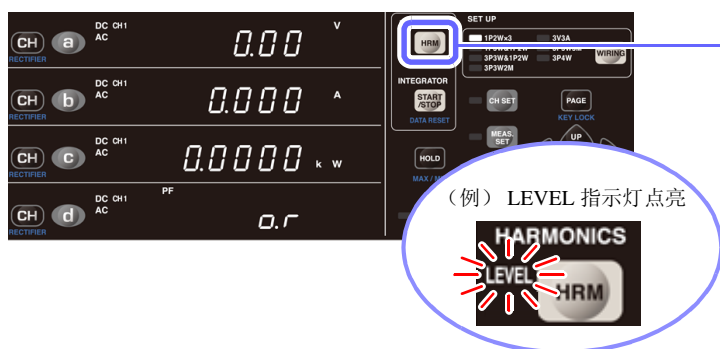 CH a DC CH1 AC 0.00 V
RECTIFIER
CH b DC CH1 AC 0.000 A
RECTIFIER
CH c DC CH1 AC 0.0000 k W
RECTIFIER
CH d DC CH1 AC PF o.r
RECTIFIER
HRM
SET UP
1P2W×3 3V3A
3P3W&1P2W 3P4W
3P3W2M
WIRING
INTEGRATOR
START /STOP
DATA RESET
CH SET
PAGE
KEY LOCK
MEAS. SET
UP
HOLD
(例) LEVEL 指示灯点亮
HARMONICS
LEVEL
HRM